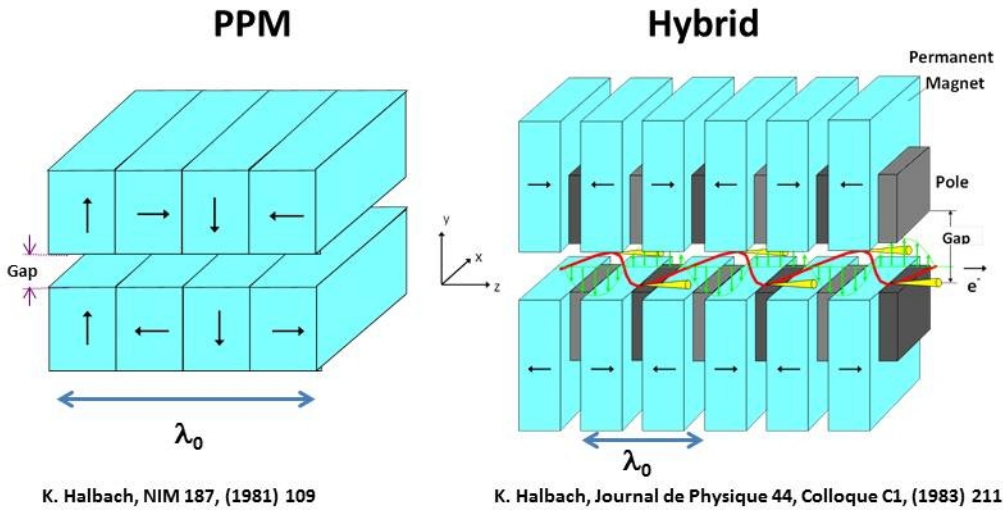 PPM
Hybrid
Permanent
Magnet
Pole
Gap
Gap
y
x
z
e-
λ0
λ0
K. Halbach, NIM 187, (1981) 109
K. Halbach, Journal de Physique 44, Colloque C1, (1983) 211